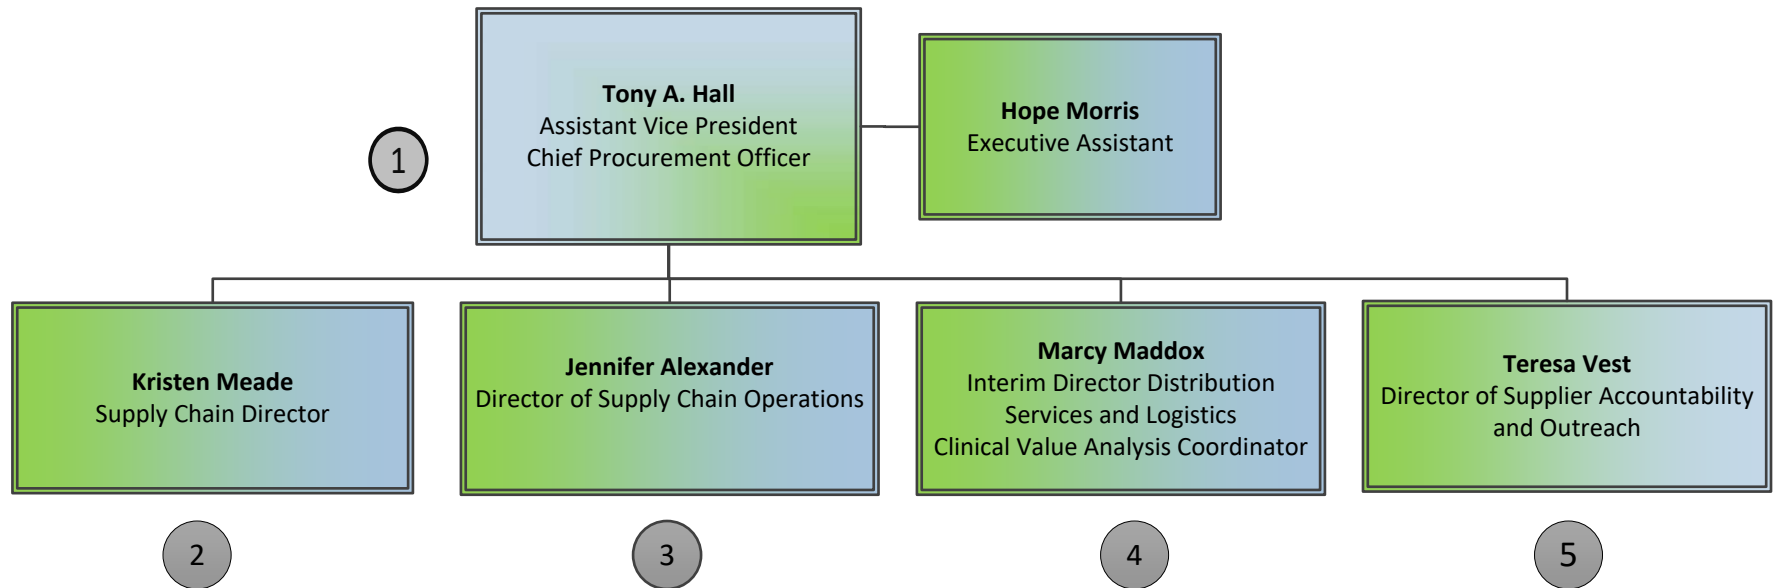 Tony A. Hall
Assistant Vice President
Chief Procurement Officer
Hope Morris
Executive Assistant
1
Kristen Meade
Supply Chain Director
Jennifer Alexander
Director of Supply Chain Operations
Marcy Maddox
Interim Director Distribution
Services and Logistics
Clinical Value Analysis Coordinator
Teresa Vest
Director of Supplier Accountability
and Outreach
2
3
4
5